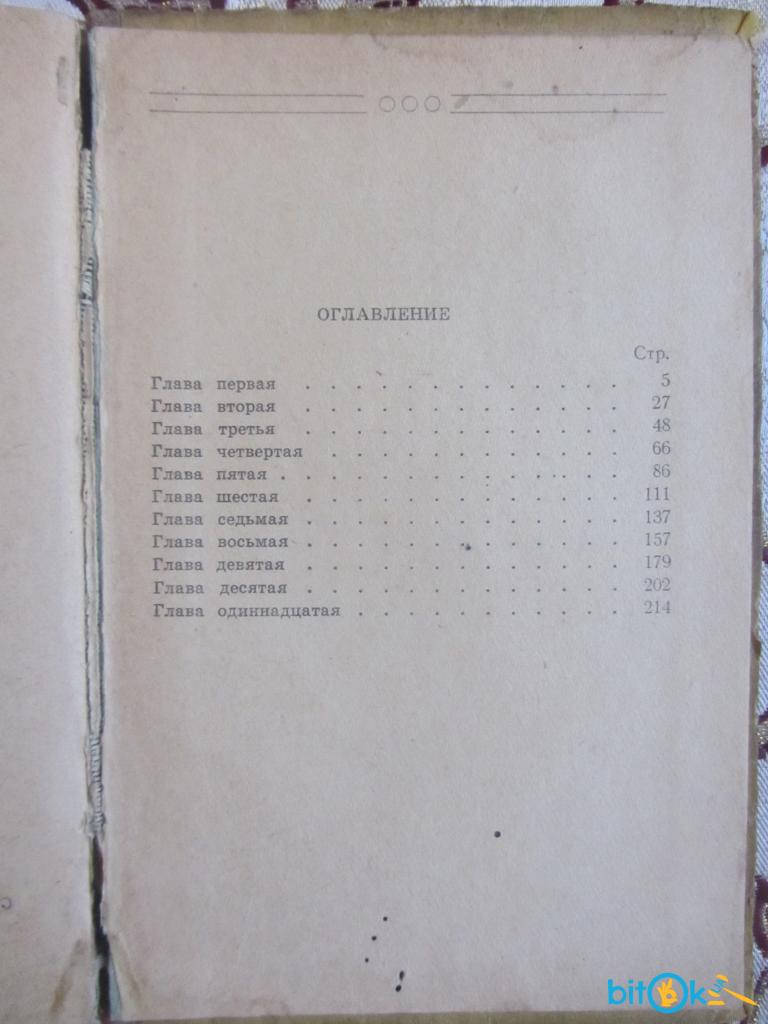 ОГЛАВЛЕНИЕ
Стр.
Глава первая . . . . . . . . . . . . . 5
Глава вторая . . . . . . . . . . . . . 27
Глава третья . . . . . . . . . . . . . 48
Глава четвертая . . . . . . . . . . . . 66
Глава пятая . . . . . . . . . . . . . . 86
Глава шестая . . . . . . . . . . . . . 111
Глава седьмая . . . . . . . . . . . . . 137
Глава восьмая . . . . . . . . . . . . . 157
Глава девятая . . . . . . . . . . . . . 179
Глава десятая . . . . . . . . . . . . . 202
Глава одиннадцатая . . . . . . . . . . . 214
bitOk